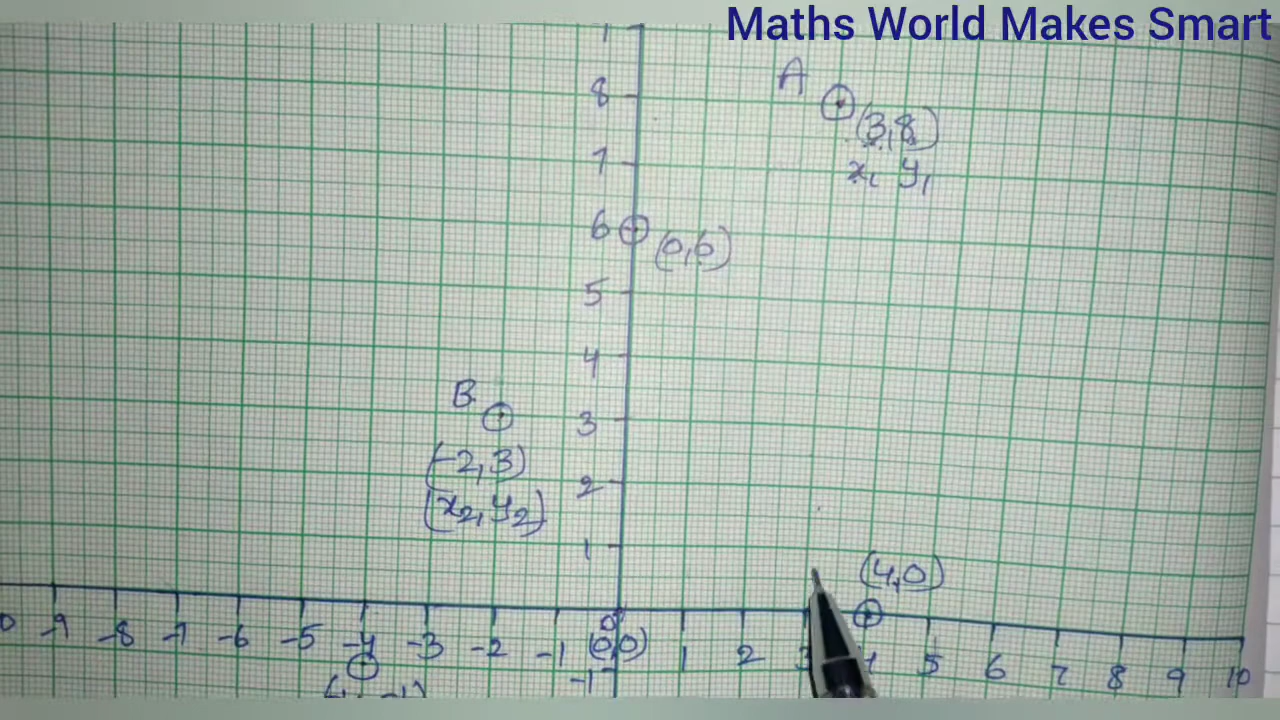 Maths World Makes Smart
A
8
(3,8)
7
x₁ y₁
6
(0,6)
5
4
B
3
(-2,3)
2
(x₂,y₂)
1
(4,0)
-9 -8 -7 -6 -5 -4 -3 -2 -1 0 1 2 3 4 5 6 7 8 9 10
(0,0)
-1